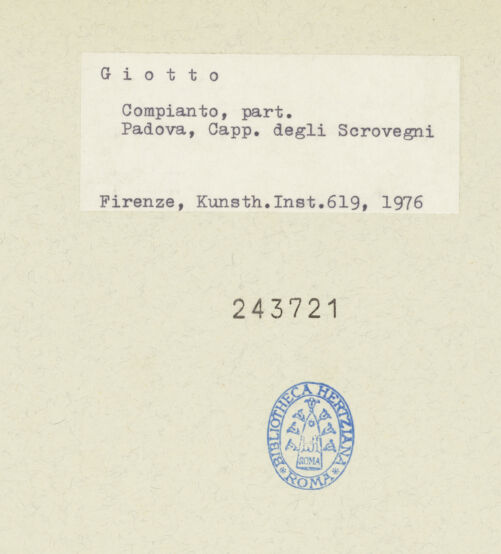 G i o t t o
Compianto, part.
Padova, Capp. degli Scrovegni
Firenze, Kunsth.Inst.619, 1976
243721
BIBLIOTHECA HERTZIANA
ROMA
* ROMA *